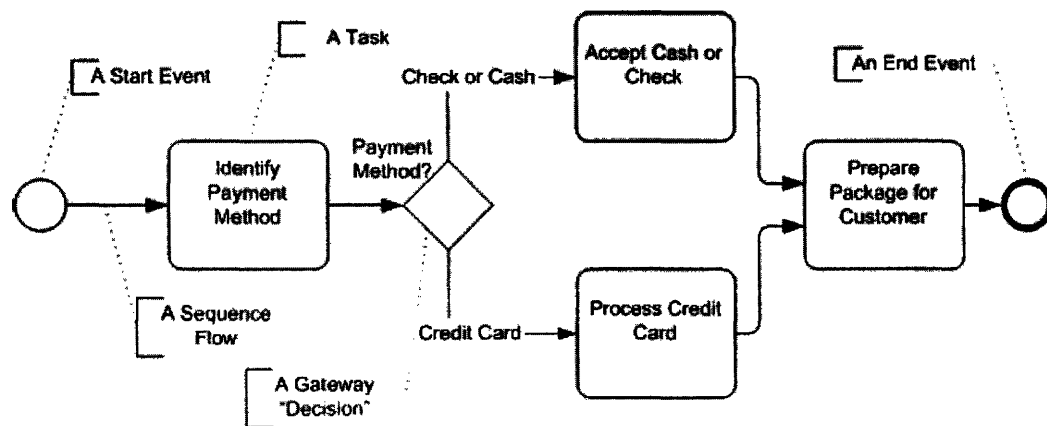 A Start Event
A Task
Check or Cash
Accept Cash or
Check
An End Event
Identify
Payment
Method
Payment
Method?
Prepare
Package for
Customer
A Sequence
Flow
Credit Card
Process Credit
Card
A Gateway
"Decision"